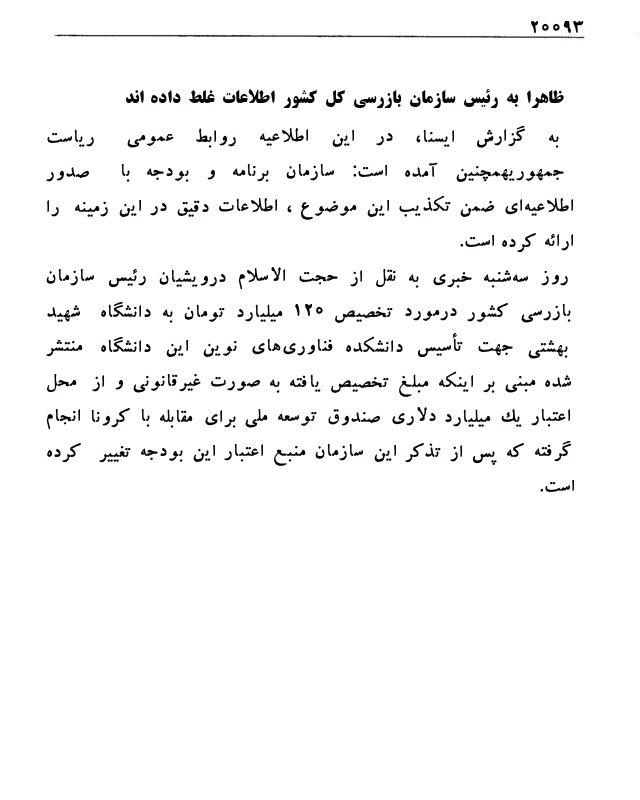 ۲۰۰۹۳
ظاهرا به رئیس سازمان بازرسی کل کشور اطلاعات غلط داده اند
به گزارش ایسنا، در این اطلاعیه روابط عمومی ریاست
جمهوریهمچنین آمده است: سازمان برنامه و بودجه با صدور
اطلاعیه‌ای ضمن تکذیب این موضوع ، اطلاعات دقیق در این زمینه را
ارائه کرده است.
روز سه‌شنبه خبری به نقل از حجت الاسلام درویشیان رئیس سازمان
بازرسی کشور درمورد تخصیص ۱۲۰ میلیارد تومان به دانشگاه شهید
بهشتی جهت تأسیس دانشکده فناوری‌های نوین این دانشگاه منتشر
شده مبنی بر اینکه مبلغ تخصیص یافته به صورت غیرقانونی و از محل
اعتبار یك میلیارد دلاری صندوق توسعه ملی برای مقابله با کرونا انجام
گرفته که پس از تذکر این سازمان منبع اعتبار این بودجه تغییر کرده
است.